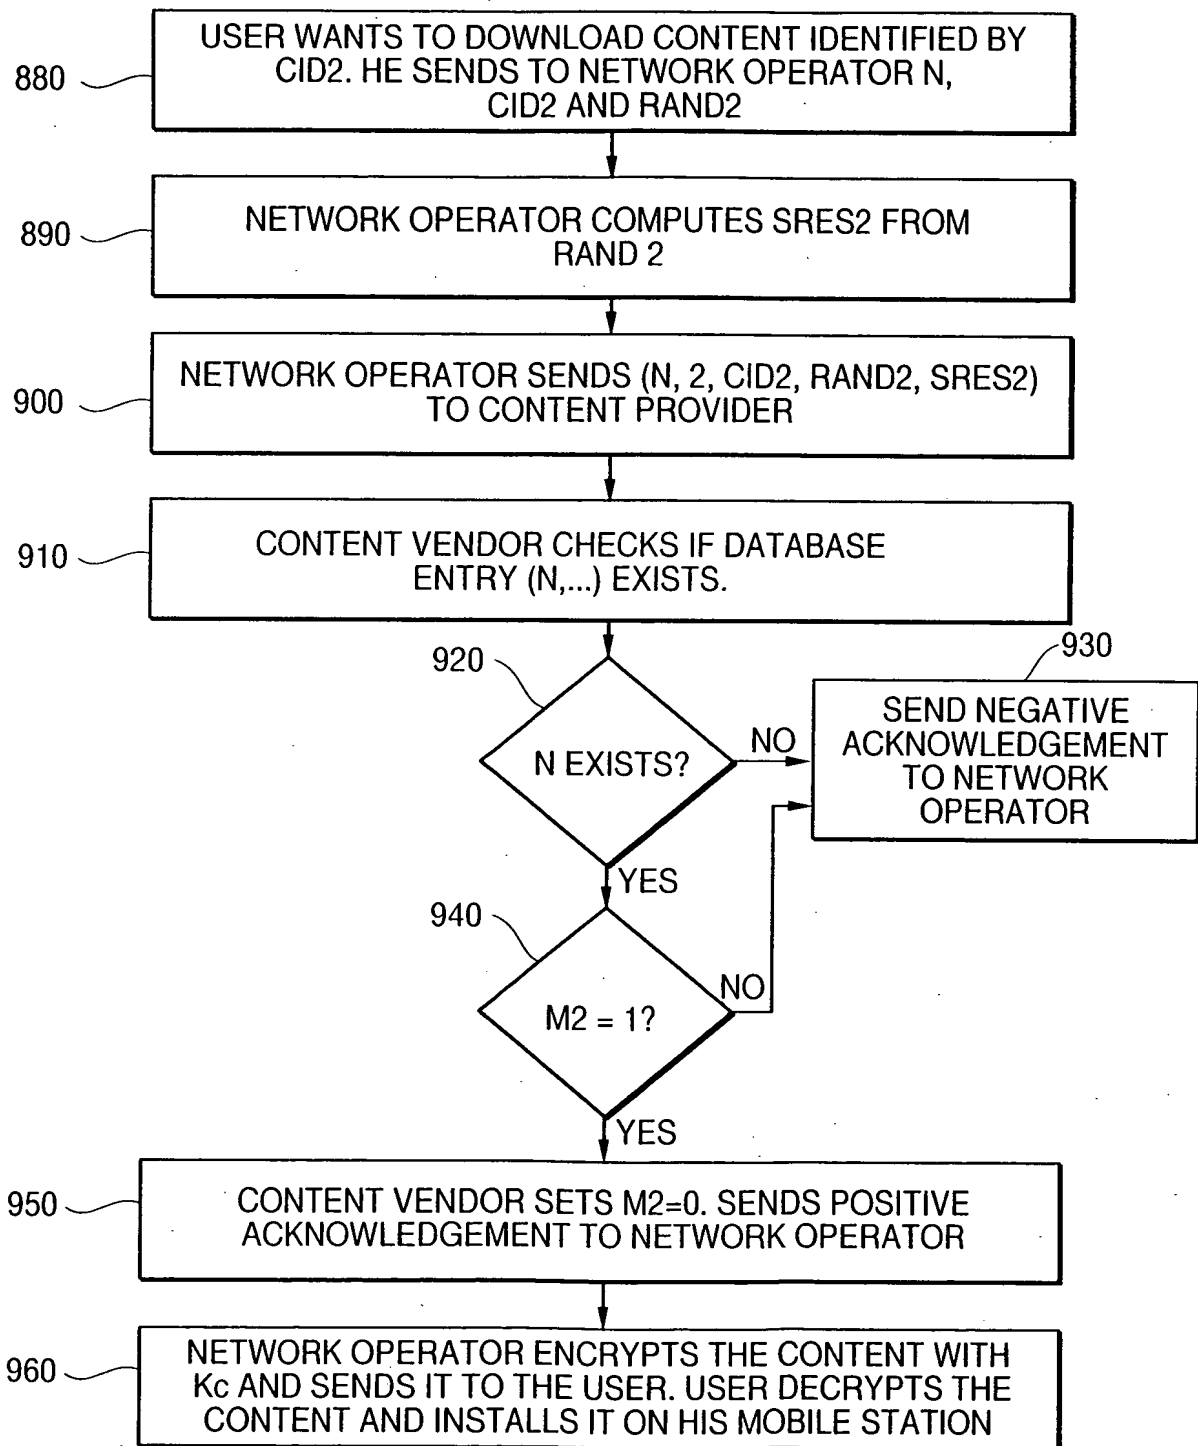 880
USER WANTS TO DOWNLOAD CONTENT IDENTIFIED BY
CID2. HE SENDS TO NETWORK OPERATOR N,
CID2 AND RAND2
890
NETWORK OPERATOR COMPUTES SRES2 FROM
RAND 2
900
NETWORK OPERATOR SENDS (N, 2, CID2, RAND2, SRES2)
TO CONTENT PROVIDER
910
CONTENT VENDOR CHECKS IF DATABASE
ENTRY (N,...) EXISTS.
920
N EXISTS?
NO
930
SEND NEGATIVE
ACKNOWLEDGEMENT
TO NETWORK
OPERATOR
YES
940
M2 = 1?
NO
YES
950
CONTENT VENDOR SETS M2=0. SENDS POSITIVE
ACKNOWLEDGEMENT TO NETWORK OPERATOR
960
NETWORK OPERATOR ENCRYPTS THE CONTENT WITH
Kc AND SENDS IT TO THE USER. USER DECRYPTS THE
CONTENT AND INSTALLS IT ON HIS MOBILE STATION